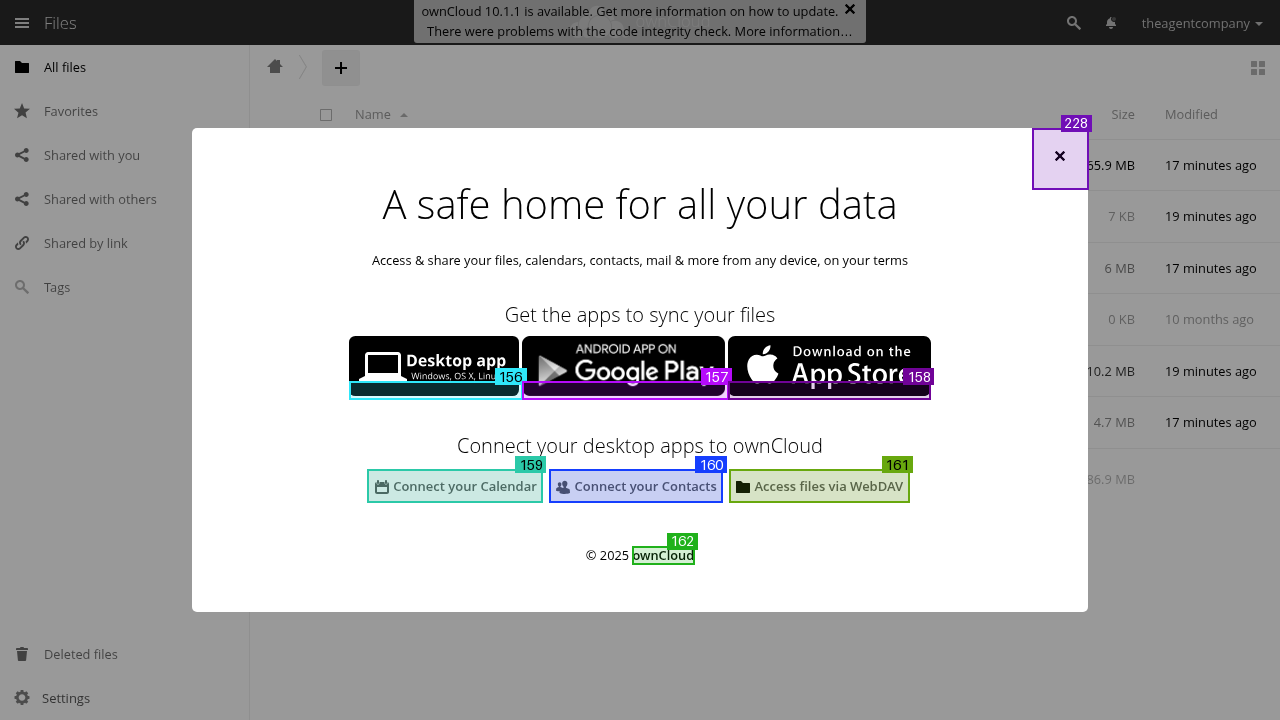 Files
ownCloud 10.1.1 is available. Get more information on how to update.
There were problems with the code integrity check. More information…
theagentcompany
All files
Favorites
Shared with you
Shared with others
Shared by link
Tags
Deleted files
Settings
Name
Size
Modified
17 minutes ago
7 KB
19 minutes ago
6 MB
17 minutes ago
0 KB
10 months ago
10.2 MB
19 minutes ago
4.7 MB
17 minutes ago
228
A safe home for all your data
Access & share your files, calendars, contacts, mail & more from any device, on your terms
Get the apps to sync your files
Desktop app
Windows, OS X,
156
ANDROID APP ON
Google Play
157
Download on the
App Store
158
Connect your desktop apps to ownCloud
159
Connect your Calendar
160
Connect your Contacts
161
Access files via WebDAV
162
© 2025 ownCloud